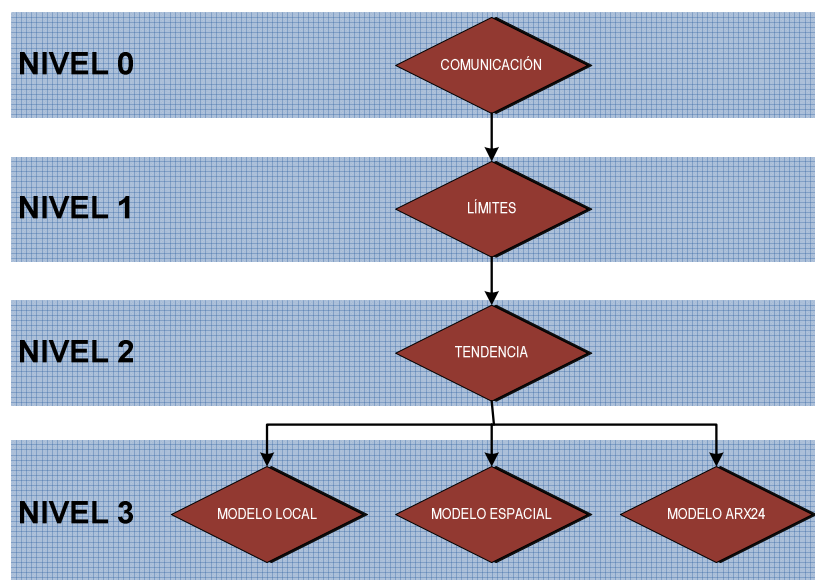 NIVEL 0
COMUNICACIÓN
NIVEL 1
LÍMITES
NIVEL 2
TENDENCIA
NIVEL 3
MODELO LOCAL
MODELO ESPACIAL
MODELO ARX24